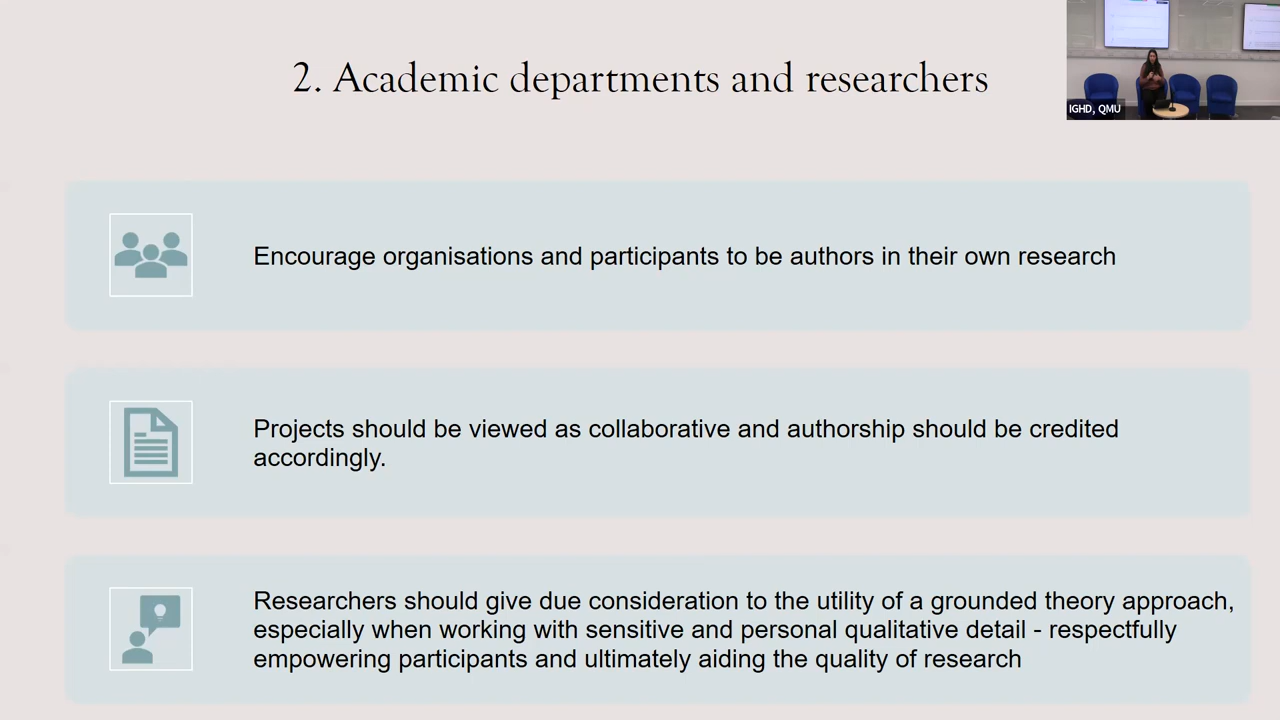 2. Academic departments and researchers
IGHD, QMU
Encourage organisations and participants to be authors in their own research
Projects should be viewed as collaborative and authorship should be credited
accordingly.
Researchers should give due consideration to the utility of a grounded theory approach,
especially when working with sensitive and personal qualitative detail - respectfully
empowering participants and ultimately aiding the quality of research